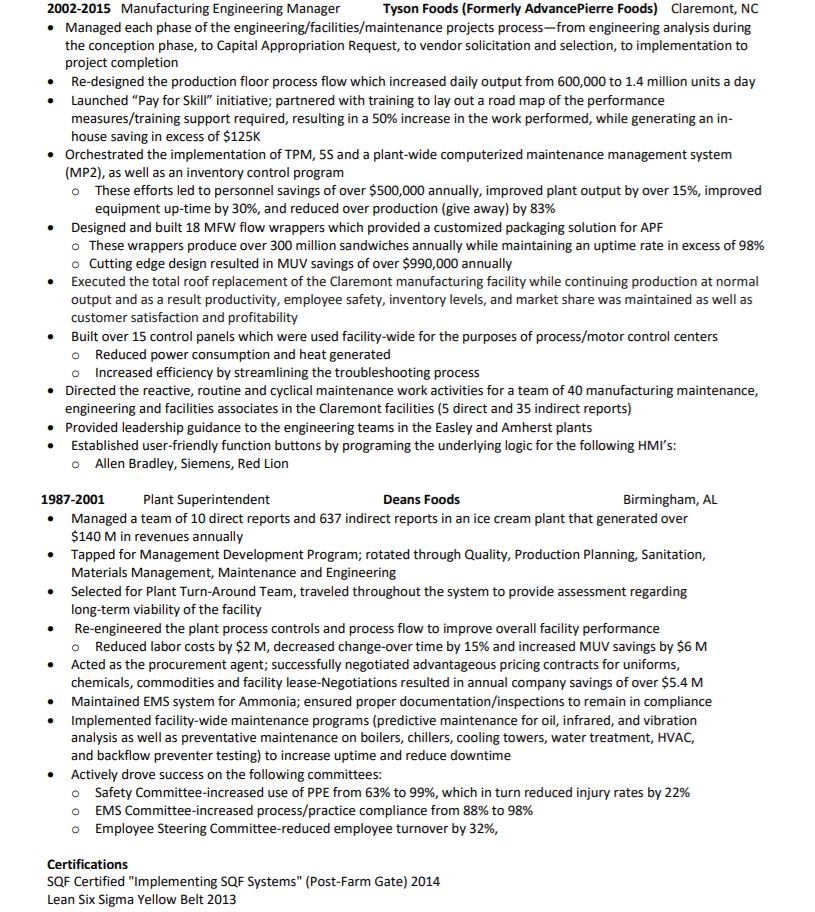 2002-2015 Manufacturing Engineering Manager Tyson Foods (Formerly AdvancePierre Foods) Claremont, NC
• Managed each phase of the engineering/facilities/maintenance projects process—from engineering analysis during
the conception phase, to Capital Appropriation Request, to vendor solicitation and selection, to implementation to
project completion
• Re-designed the production floor process flow which increased daily output from 600,000 to 1.4 million units a day
• Launched “Pay for Skill” initiative; partnered with training to lay out a road map of the performance
measures/training support required, resulting in a 50% increase in the work performed, while generating an in-
house saving in excess of $125K
• Orchestrated the implementation of TPM, 5S and a plant-wide computerized maintenance management system
(MP2), as well as an inventory control program
o These efforts led to personnel savings of over $500,000 annually, improved plant output by over 15%, improved
equipment up-time by 30%, and reduced over production (give away) by 83%
• Designed and built 18 MFW flow wrappers which provided a customized packaging solution for APF
o These wrappers produce over 300 million sandwiches annually while maintaining an uptime rate in excess of 98%
o Cutting edge design resulted in MUV savings of over $990,000 annually
• Executed the total roof replacement of the Claremont manufacturing facility while continuing production at normal
output and as a result productivity, employee safety, inventory levels, and market share was maintained as well as
customer satisfaction and profitability
• Built over 15 control panels which were used facility-wide for the purposes of process/motor control centers
o Reduced power consumption and heat generated
o Increased efficiency by streamlining the troubleshooting process
• Directed the reactive, routine and cyclical maintenance work activities for a team of 40 manufacturing maintenance,
engineering and facilities associates in the Claremont facilities (5 direct and 35 indirect reports)
• Provided leadership guidance to the engineering teams in the Easley and Amherst plants
• Established user-friendly function buttons by programing the underlying logic for the following HMI’s:
o Allen Bradley, Siemens, Red Lion
1987-2001 Plant Superintendent Deans Foods Birmingham, AL
• Managed a team of 10 direct reports and 637 indirect reports in an ice cream plant that generated over
$140 M in revenues annually
• Tapped for Management Development Program; rotated through Quality, Production Planning, Sanitation,
Materials Management, Maintenance and Engineering
• Selected for Plant Turn-Around Team, traveled throughout the system to provide assessment regarding
long-term viability of the facility
• Re-engineered the plant process controls and process flow to improve overall facility performance
o Reduced labor costs by $2 M, decreased change-over time by 15% and increased MUV savings by $6 M
• Acted as the procurement agent; successfully negotiated advantageous pricing contracts for uniforms,
chemicals, commodities and facility lease-Negotiations resulted in annual company savings of over $5.4 M
• Maintained EMS system for Ammonia; ensured proper documentation/inspections to remain in compliance
• Implemented facility-wide maintenance programs (predictive maintenance for oil, infrared, and vibration
analysis as well as preventative maintenance on boilers, chillers, cooling towers, water treatment, HVAC,
and backflow preventer testing) to increase uptime and reduce downtime
• Actively drove success on the following committees:
o Safety Committee-increased use of PPE from 63% to 99%, which in turn reduced injury rates by 22%
o EMS Committee-increased process/practice compliance from 88% to 98%
o Employee Steering Committee-reduced employee turnover by 32%,
Certifications
SQF Certified "Implementing SQF Systems" (Post-Farm Gate) 2014
Lean Six Sigma Yellow Belt 2013